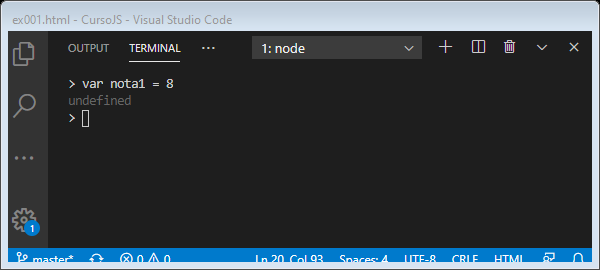 ex001.html - CursoJS - Visual Studio Code
OUTPUT TERMINAL ··· 1: node
> var nota1 = 8
undefined
>
1
master* 0 0 Ln 20, Col 93 Spaces: 4 UTF-8 CRLF HTML